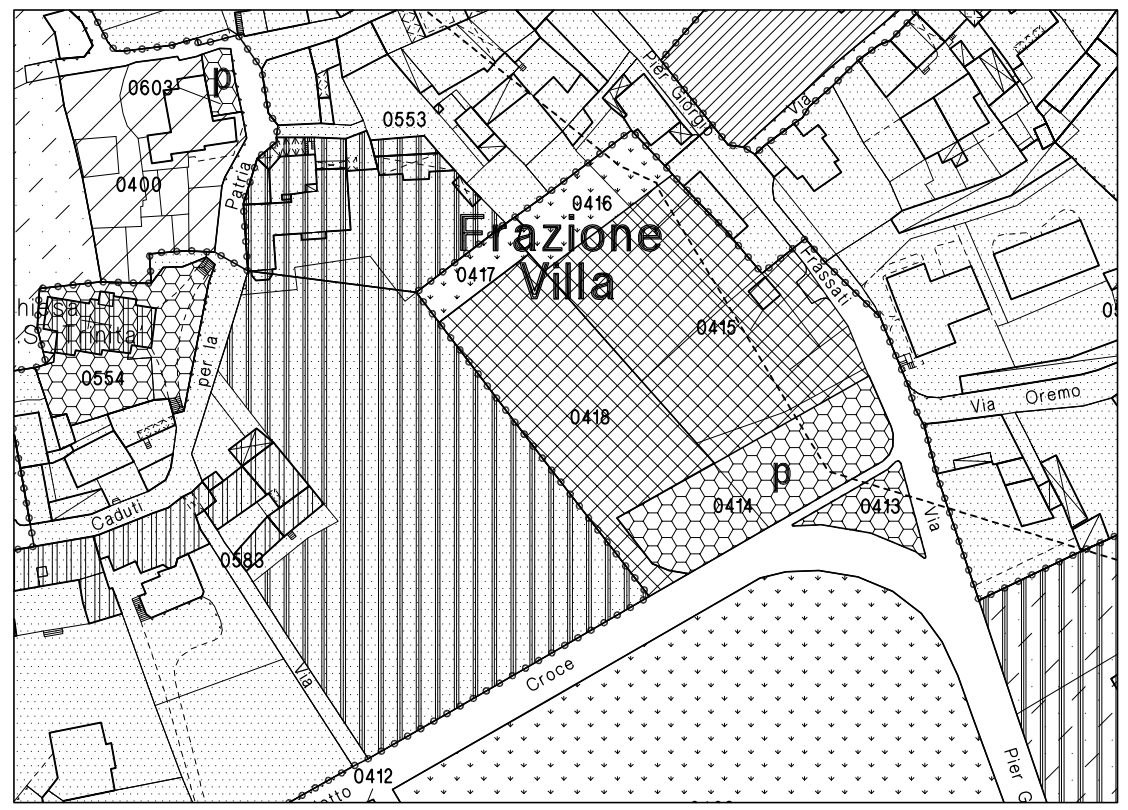 Pier Giorgio
Via
p
0603
0553
0400
Patria
0416
Frazione
0417
Villa
Frassati
0415
per la
0554
Via Oremo
0418
p
0414
0413
Via
Caduti
0583
Via
Croce
0412
Pier G